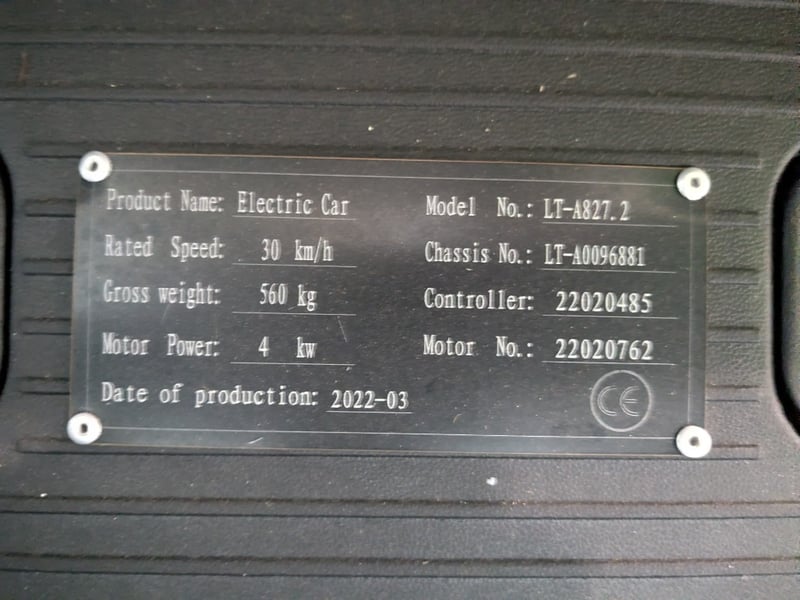 Product Name: Electric Car Model No.: LT-A827.2
Rated Speed: 30 km/h Chassis No.: LT-A0096881
Gross weight: 560 kg Controller: 22020485
Motor Power: 4 kw Motor No.: 22020762
Date of production: 2022-03 CE